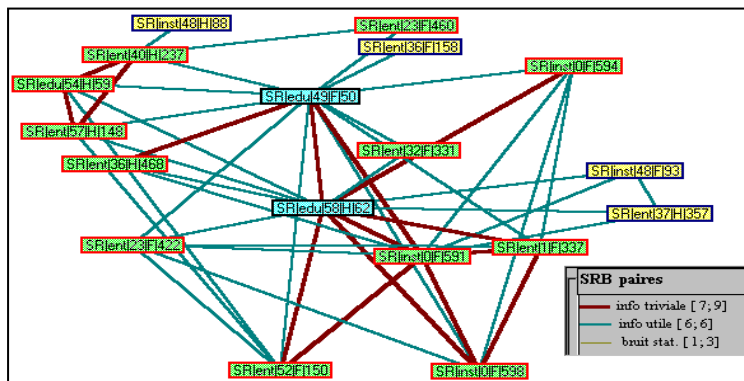 SR|inst|48|H|88
SR|ent|23|F|460
SR|ent|36|F|158
SR|ent|40|H|237
SR|inst|0|F|594
SR|edu|54|H|59
SR|edu|49|F|50
SR|ent|57|H|148
SR|ent|32|F|331
SR|ent|36|H|468
SR|inst|48|F|93
SR|edu|58|H|62
SR|ent|37|H|357
SR|ent|23|F|422
SR|ent|1|F|337
SR|inst|0|F|591
SRB paires
info triviale [ 7; 9]
info utile [ 6; 6]
bruit stat. [ 1; 3]
SR|ent|52|F|150
SR|inst|0|F|598